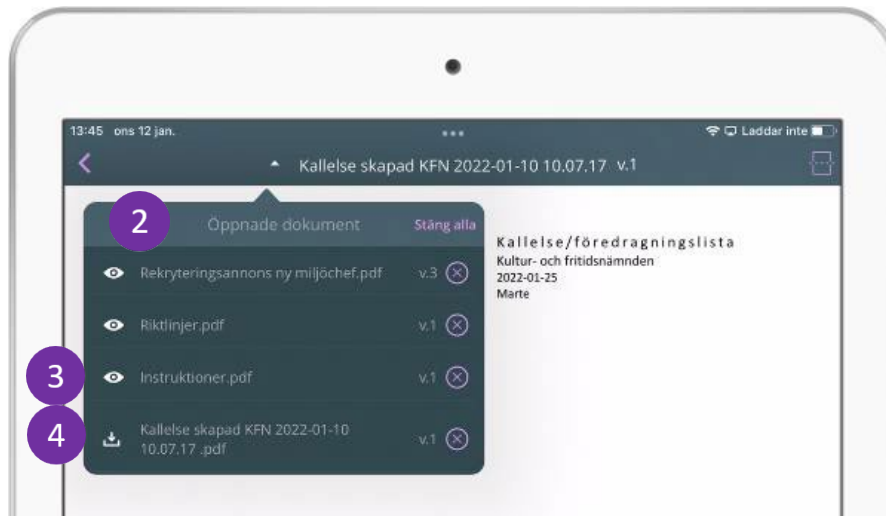 13:45 ons 12 jan.
Laddar inte
Kallelse skapad KFN 2022-01-10 10.07.17 v.1
2
Öppnade dokument Stäng alla
Rekryteringsannons ny miljöchef.pdf v.3
Riktlinjer.pdf v.1
3
Instruktioner.pdf v.1
4
Kallelse skapad KFN 2022-01-10
10.07.17 .pdf v.1
Kallelse/föredragningslista
Kultur- och fritidsnämnden
2022-01-25
Marte